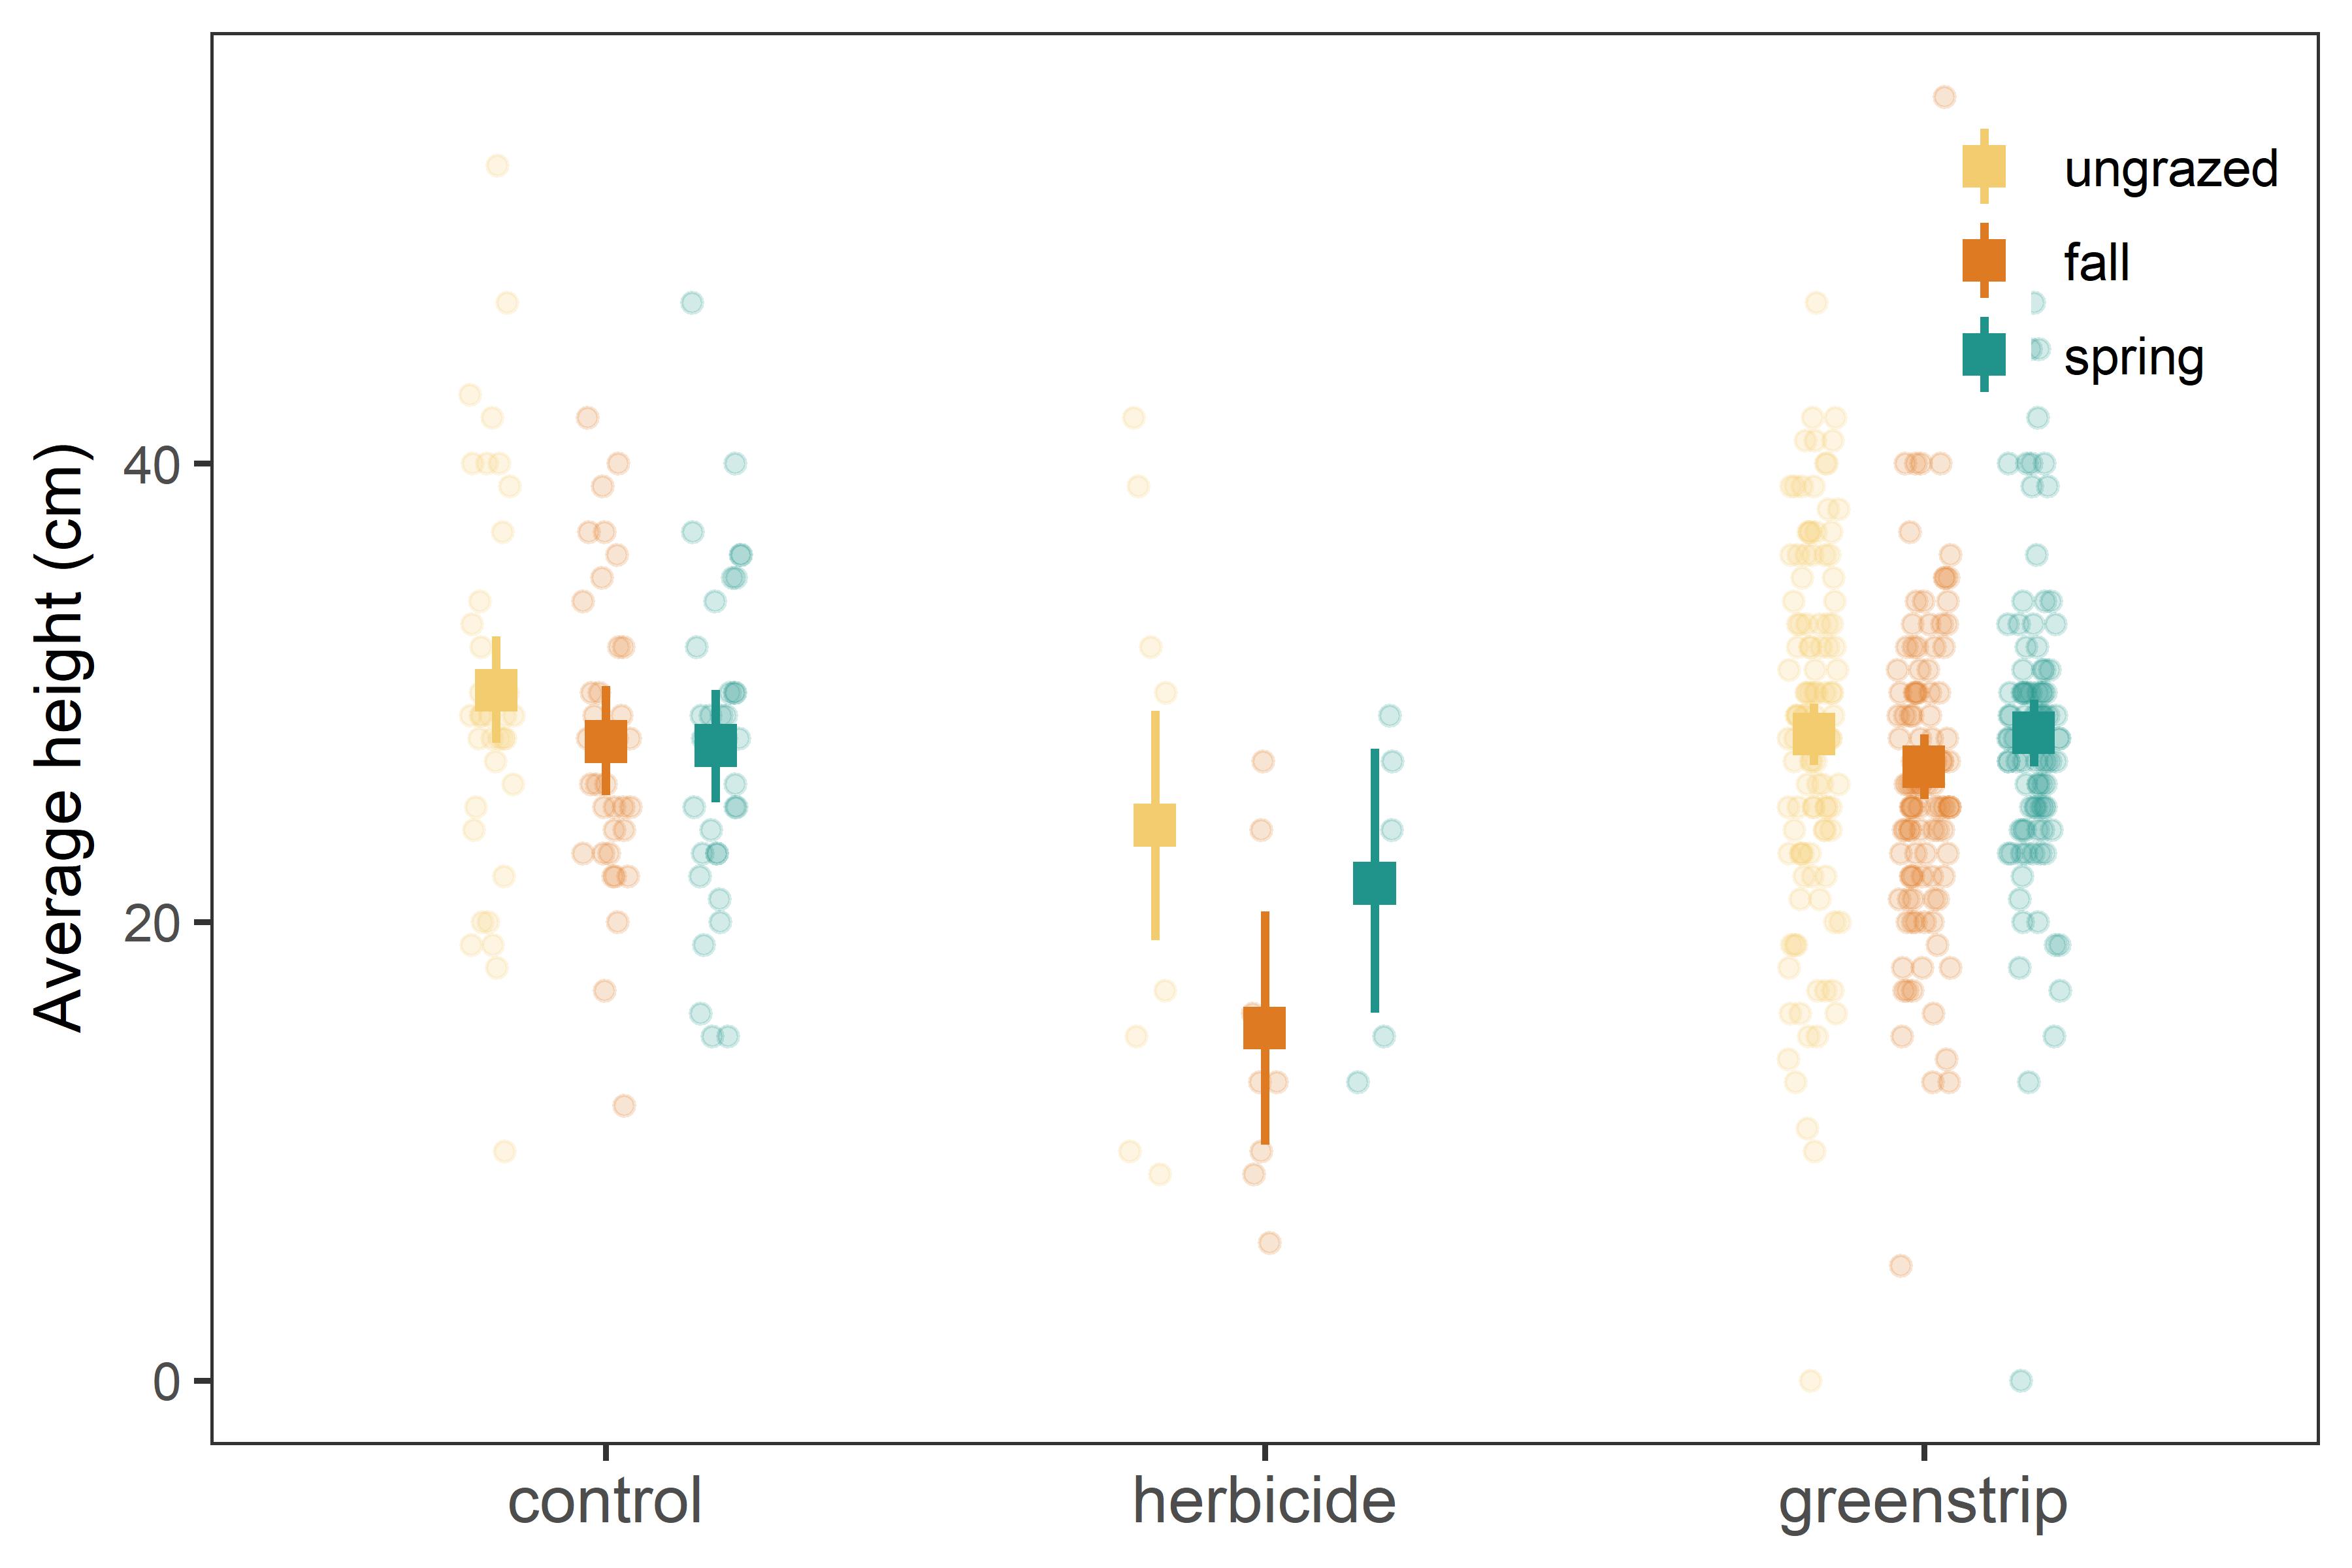 Average height (cm)
40
20
0
ungrazed
fall
spring
control
herbicide
greenstrip